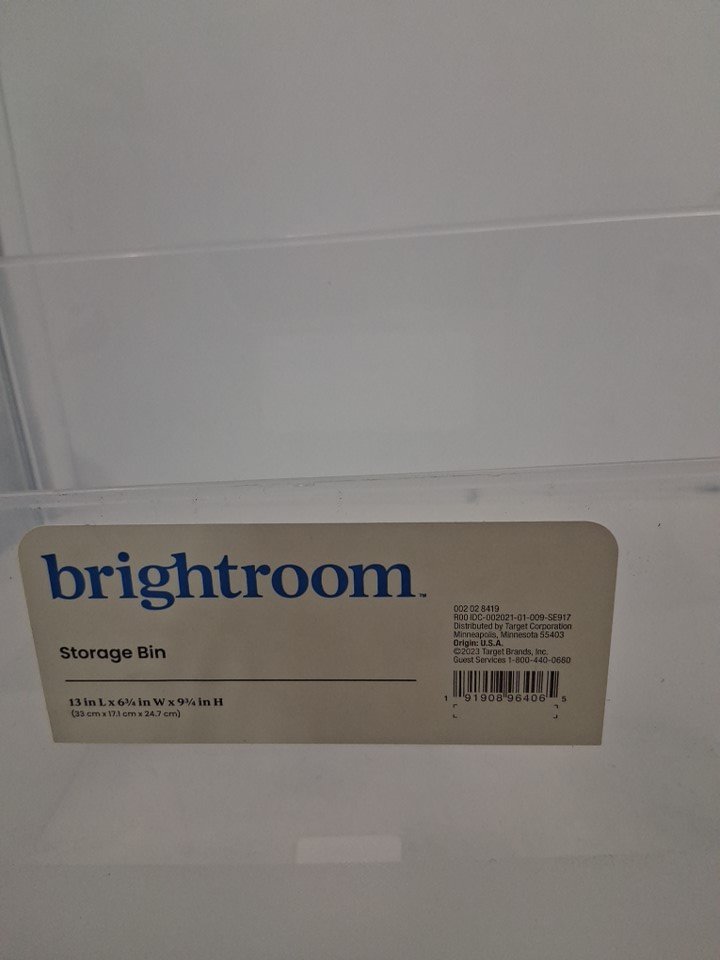 brightroom™
Storage Bin
13 in L x 6¾ in W x 9¾ in H
(33 cm x 17.1 cm x 24.7 cm)
002 02 8419
R00 IDC-002021-01-009-SE917
Distributed by Target Corporation
Minneapolis, Minnesota 55403
Origin: U.S.A.
©2023 Target Brands, Inc.
Guest Services 1-800-440-0680
1 91908 96406 5